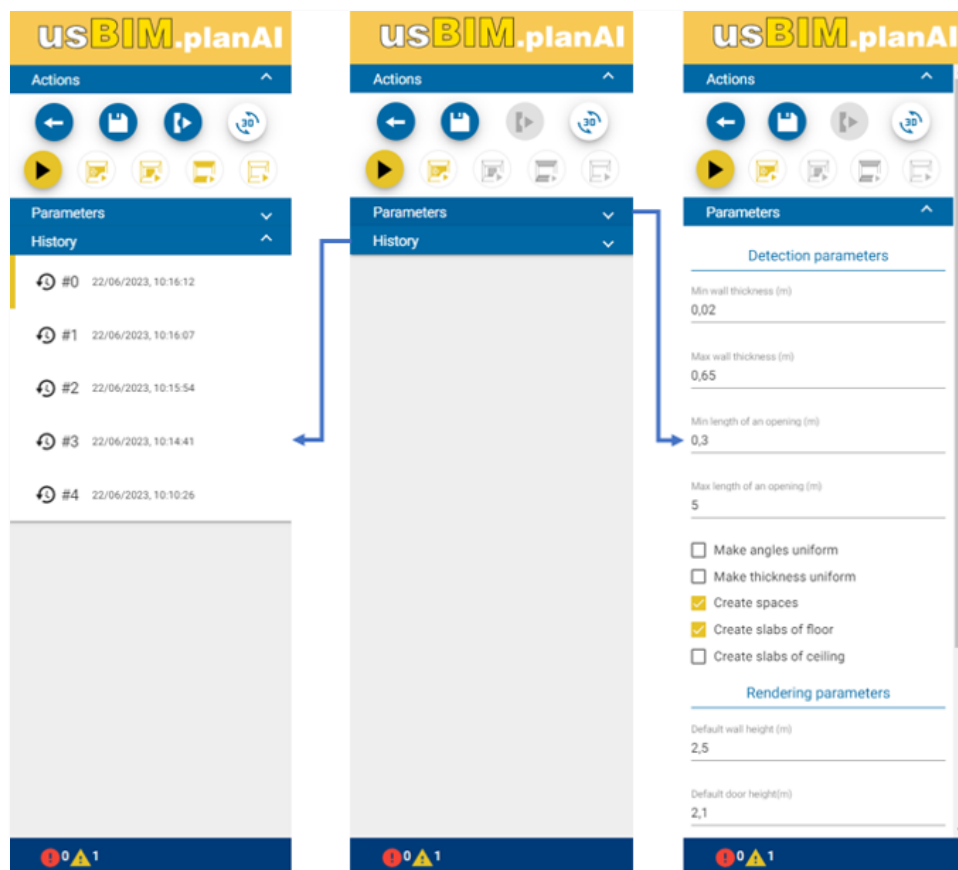 usBIM.planAI
Actions
3D
Parameters
History
#0 22/06/2023, 10:16:12
#1 22/06/2023, 10:16:07
#2 22/06/2023, 10:15:54
#3 22/06/2023, 10:14:41
#4 22/06/2023, 10:10:26
0 1
usBIM.planAI
Actions
3D
Parameters
History
0 1
usBIM.planAI
Actions
3D
Parameters
Detection parameters
Min wall thickness (m)
0,02
Max wall thickness (m)
0,65
Min length of an opening (m)
0,3
Max length of an opening (m)
5
Make angles uniform
Make thickness uniform
Create spaces
Create slabs of floor
Create slabs of ceiling
Rendering parameters
Default wall height (m)
2,5
Default door height(m)
2,1
0 1